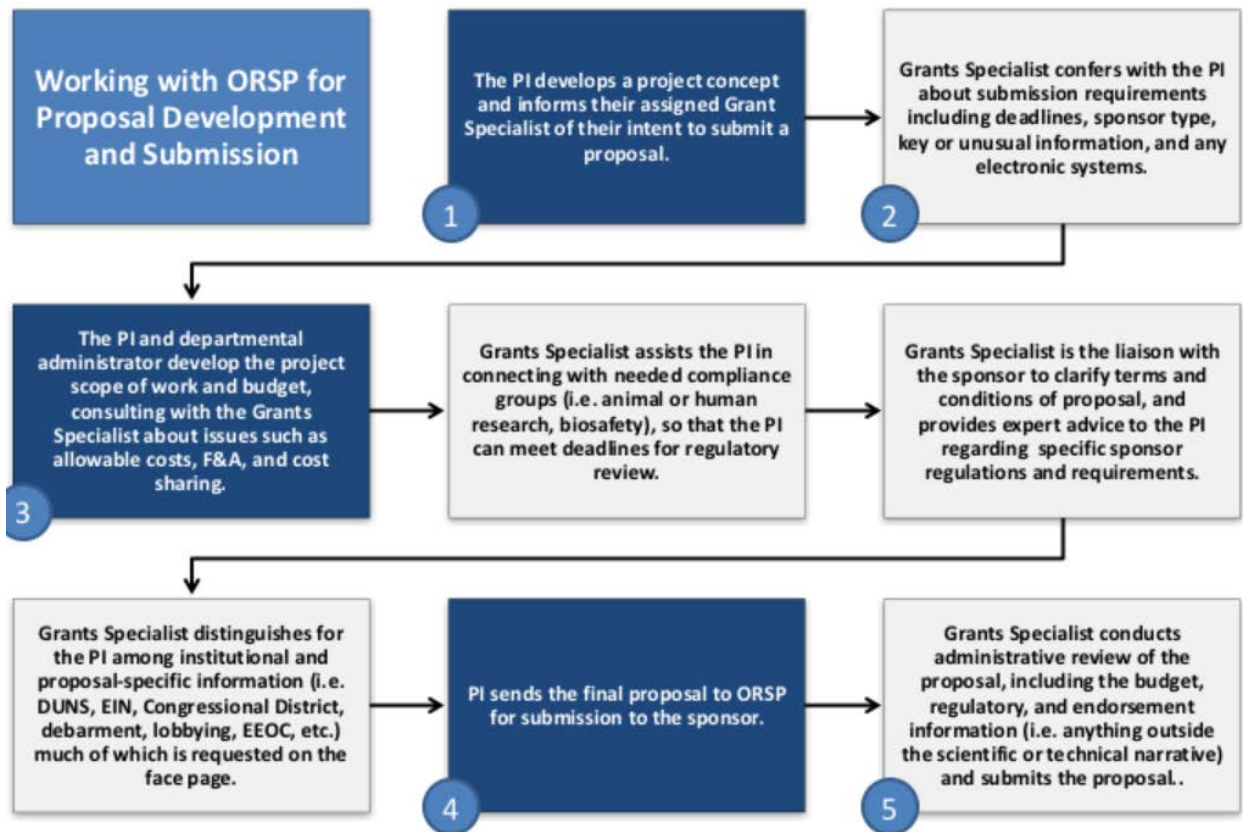 Working with ORSP for
Proposal Development
and Submission
The PI develops a project concept
and informs their assigned Grant
Specialist of their intent to submit a
proposal.
1
Grants Specialist confers with the PI
about submission requirements
including deadlines, sponsor type,
key or unusual information, and any
electronic systems.
2
The PI and departmental
administrator develop the project
scope of work and budget,
consulting with the Grants
Specialist about issues such as
allowable costs, F&A, and cost
sharing.
3
Grants Specialist assists the PI in
connecting with needed compliance
groups (i.e. animal or human
research, biosafety), so that the PI
can meet deadlines for regulatory
review.
Grants Specialist is the liaison with
the sponsor to clarify terms and
conditions of proposal, and
provides expert advice to the PI
regarding specific sponsor
regulations and requirements.
Grants Specialist distinguishes for
the PI among institutional and
proposal-specific information (i.e.
DUNS, EIN, Congressional District,
debarment, lobbying, EEOC, etc.)
much of which is requested on the
face page.
PI sends the final proposal to ORSP
for submission to the sponsor.
4
Grants Specialist conducts
administrative review of the
proposal, including the budget,
regulatory, and endorsement
information (i.e. anything outside
the scientific or technical narrative)
and submits the proposal..
5